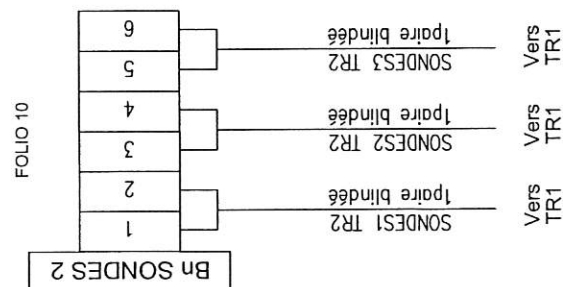 Bn SONDES 2
1
2
3
4
5
6
SONDES1 TR2
1paire blindée
SONDES2 TR2
1paire blindée
SONDES3 TR2
1paire blindée
Vers
TR1
Vers
TR1
Vers
TR1
FOLIO 10